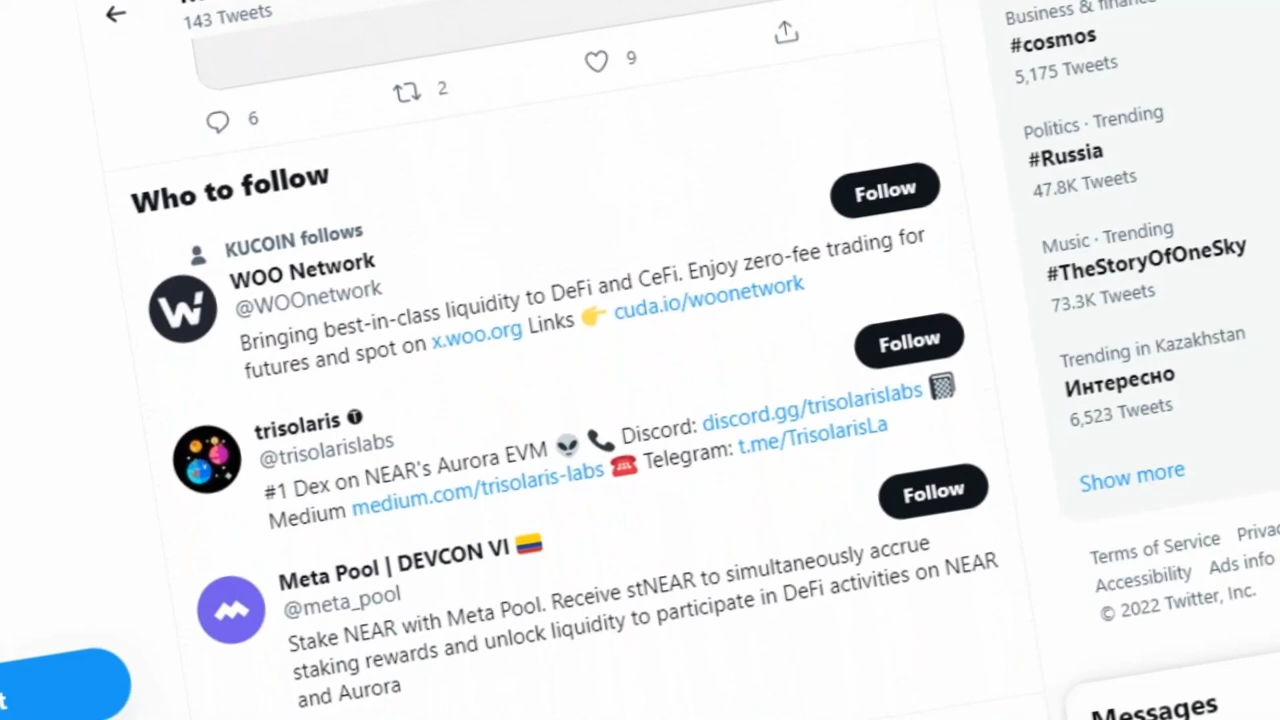 143 Tweets
6
2
9
Who to follow
KUCOIN follows
WOO Network
@WOOnetwork
Follow
Bringing best-in-class liquidity to DeFi and CeFi. Enjoy zero-fee trading for
futures and spot on x.woo.org Links 👉 cuda.io/woonetwork
trisolaris
@trisolarislabs
Follow
#1 Dex on NEAR's Aurora EVM 👽 📞 Discord: discord.gg/trisolarislabs
Medium medium.com/trisolaris-labs ☎️ Telegram: t.me/TrisolarisLa
Meta Pool | DEVCON VI 🇨🇴
@meta_pool
Follow
Stake NEAR with Meta Pool. Receive stNEAR to simultaneously accrue
staking rewards and unlock liquidity to participate in DeFi activities on NEAR
and Aurora
Business & finance
#cosmos
5,175 Tweets
Politics · Trending
#Russia
47.8K Tweets
Music · Trending
#TheStoryOfOneSky
73.3K Tweets
Trending in Kazakhstan
Интересно
6,523 Tweets
Show more
Terms of Service
Accessibility Ads info
© 2022 Twitter, Inc.
Messages